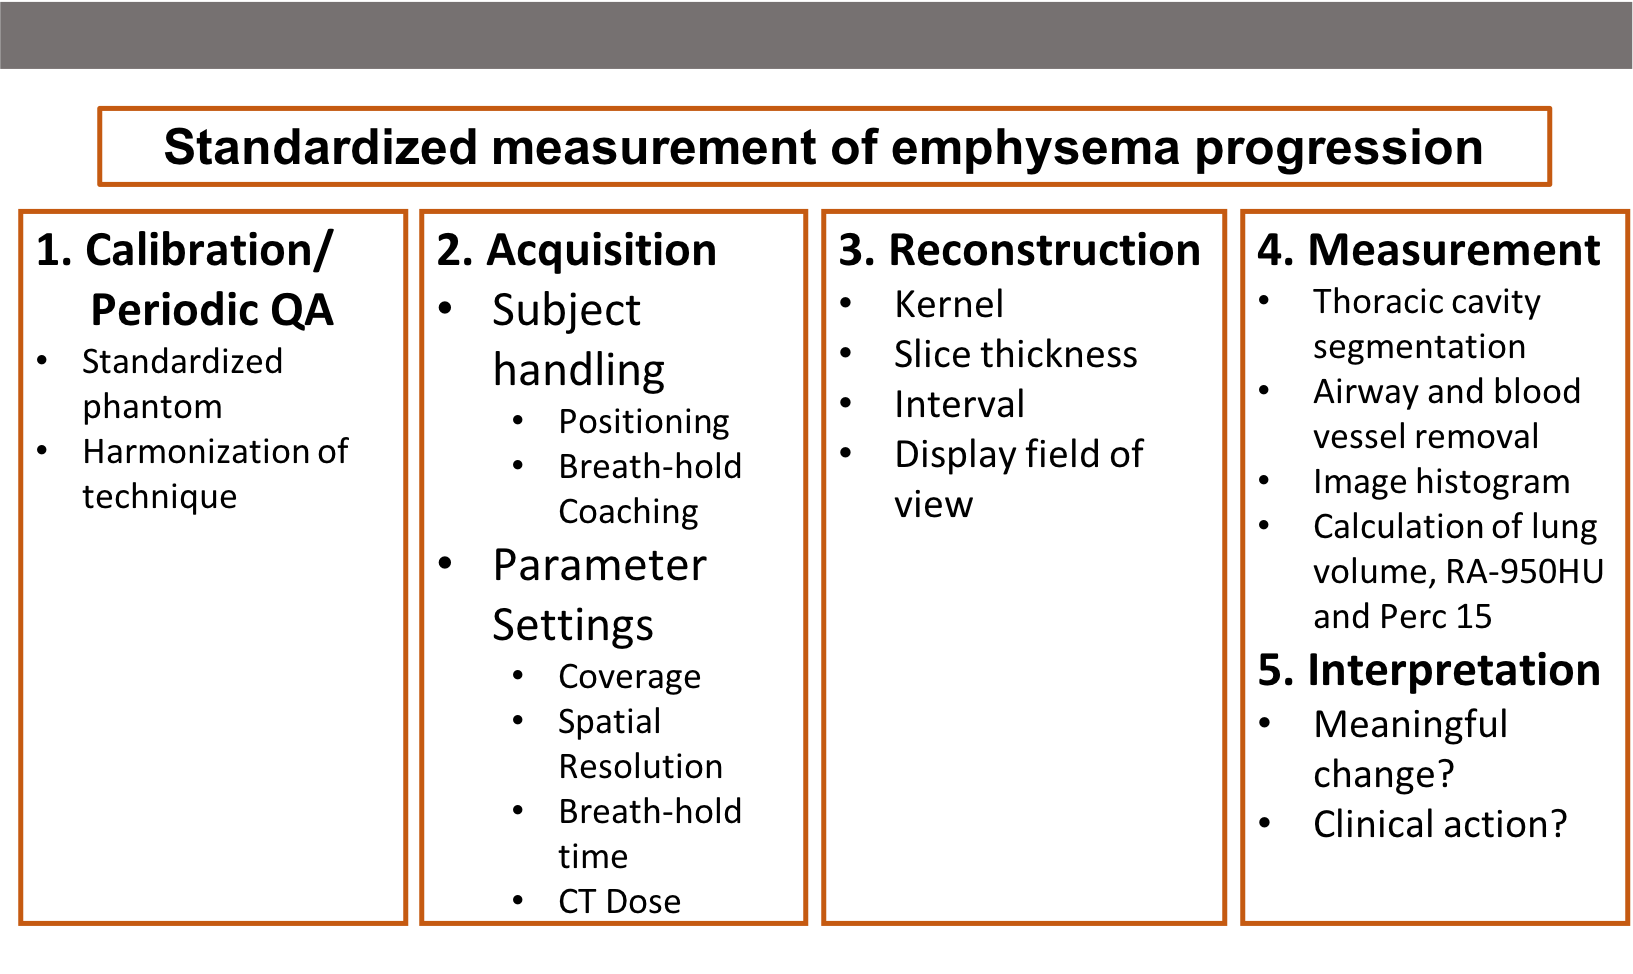 Standardized measurement of emphysema progression
1. Calibration/
Periodic QA
• Standardized
phantom
• Harmonization of
technique
2. Acquisition
• Subject
handling
• Positioning
• Breath-hold
Coaching
• Parameter
Settings
• Coverage
• Spatial
Resolution
• Breath-hold
time
• CT Dose
3. Reconstruction
• Kernel
• Slice thickness
• Interval
• Display field of
view
4. Measurement
• Thoracic cavity
segmentation
• Airway and blood
vessel removal
• Image histogram
• Calculation of lung
volume, RA-950HU
and Perc 15
5. Interpretation
• Meaningful
change?
• Clinical action?